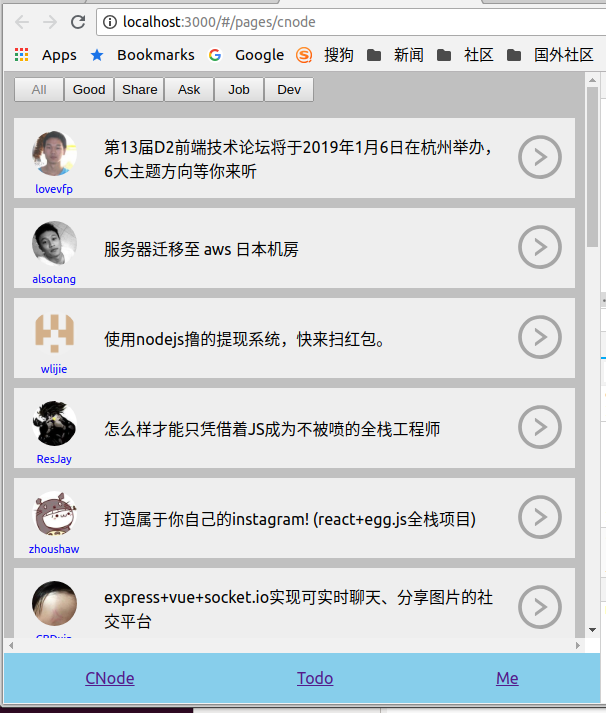 localhost:3000/#/pages/cnode
Apps Bookmarks Google 搜狗 新闻 社区 国外社区
All Good Share Ask Job Dev
第13届D2前端技术论坛将于2019年1月6日在杭州举办，
6大主题方向等你来听
lovevfp
服务器迁移至 aws 日本机房
alsotang
使用nodejs撸的提现系统，快来扫红包。
wlijie
怎么样才能只凭借着JS成为不被喷的全栈工程师
ResJay
打造属于你自己的instagram! (react+egg.js全栈项目)
zhoushaw
express+vue+socket.io实现可实时聊天、分享图片的社
交平台
CNode Todo Me